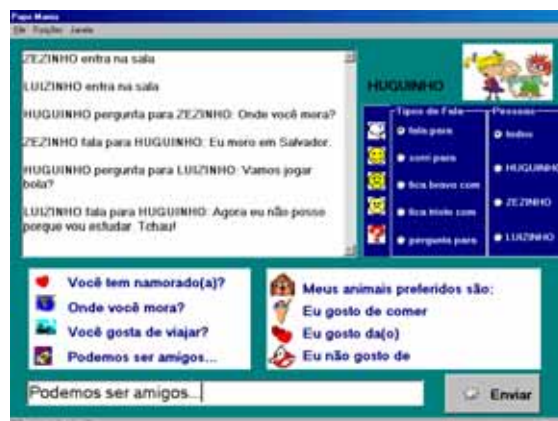 Papo Mania
Funções Janela
ZEZINHO entra na sala
LUIZINHO entra na sala
HUGUINHO pergunta para ZEZINHO: Onde você mora?
ZEZINHO fala para HUGUINHO: Eu moro em Salvador.
HUGUINHO pergunta para LUIZINHO: Vamos jogar
bola?
LUIZINHO fala para HUGUINHO: Agora eu não posso
porque vou estudar. Tchau!
HUGUINHO
Tipos de Fala
fala para
sorri para
fica bravo com
fica triste com
pergunta para
Pessoas
todos
HUGUINHO
ZEZINHO
LUIZINHO
Você tem namorado(a)?
Onde você mora?
Você gosta de viajar?
Podemos ser amigos...
Meus animais preferidos são:
Eu gosto de comer
Eu gosto da(o)
Eu não gosto de
Podemos ser amigos...
Enviar